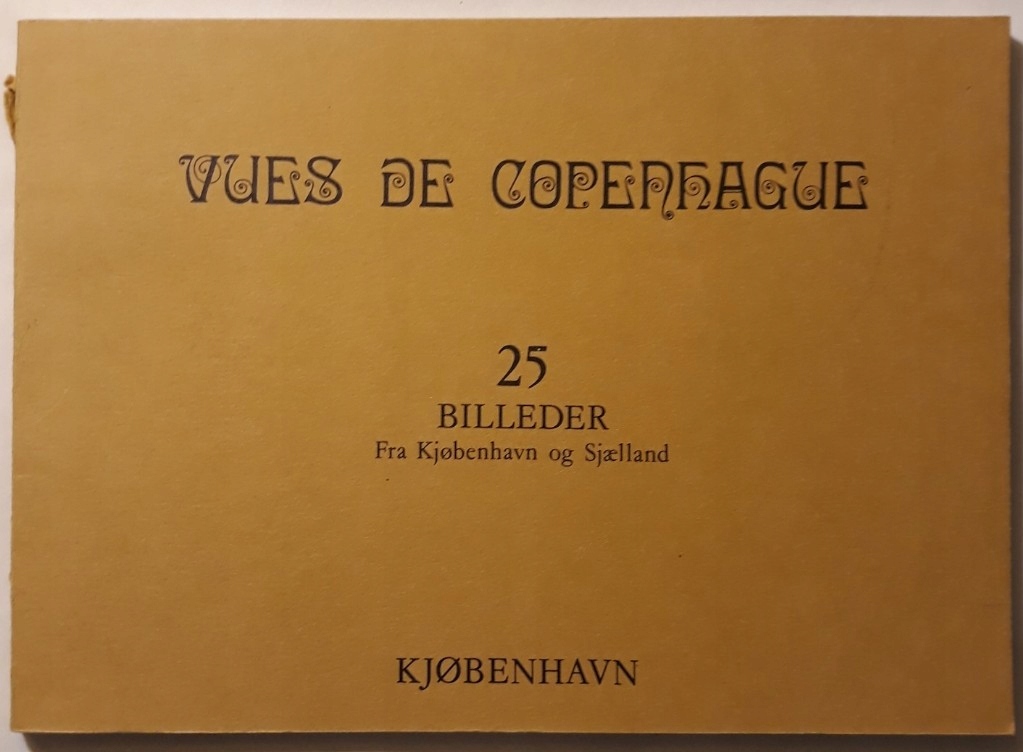 VUES DE COPENHAGUE
25
BILLEDER
Fra Kjøbenhavn og Sjælland
KJØBENHAVN